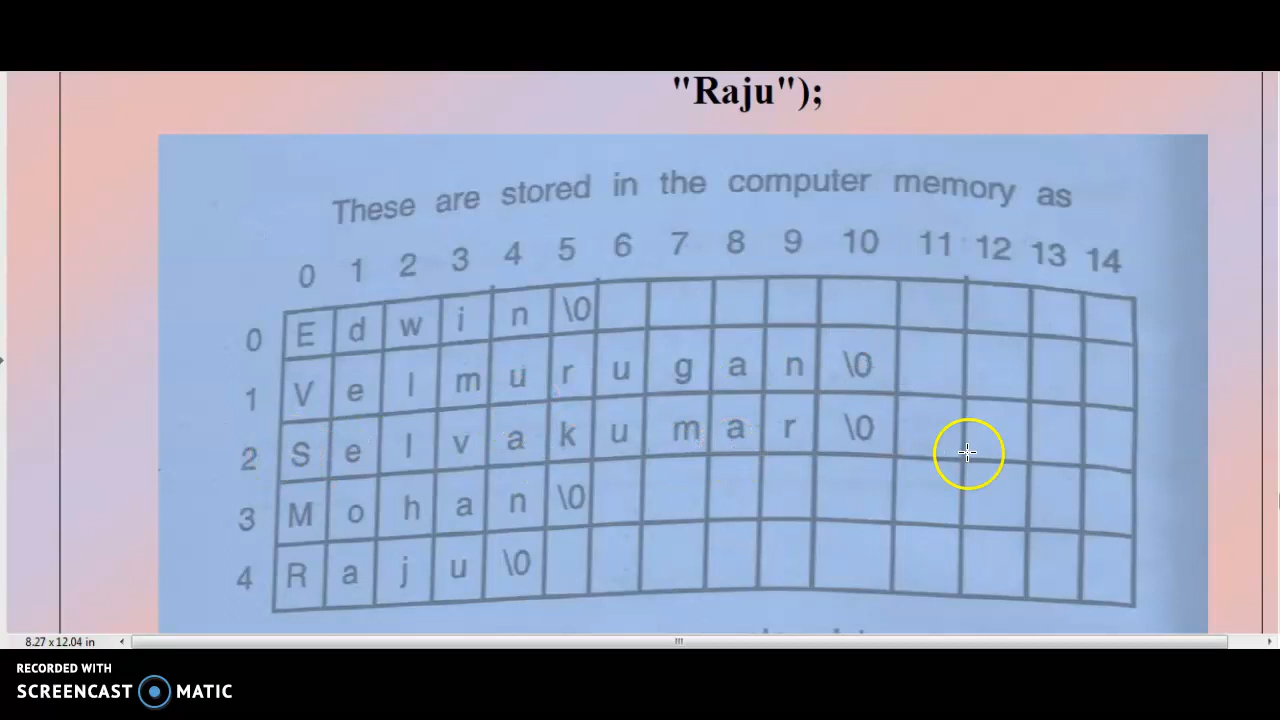 "Raju");
These are stored in the computer memory as
0 1 2 3 4 5 6 7 8 9 10 11 12 13 14
0 E d w i n \0
1 V e l m u r u g a n \0
2 S e l v a k u m a r \0
3 M o h a n \0
4 R a j u \0
8.27 x 12.04 in
RECORDED WITH
SCREENCAST MATIC